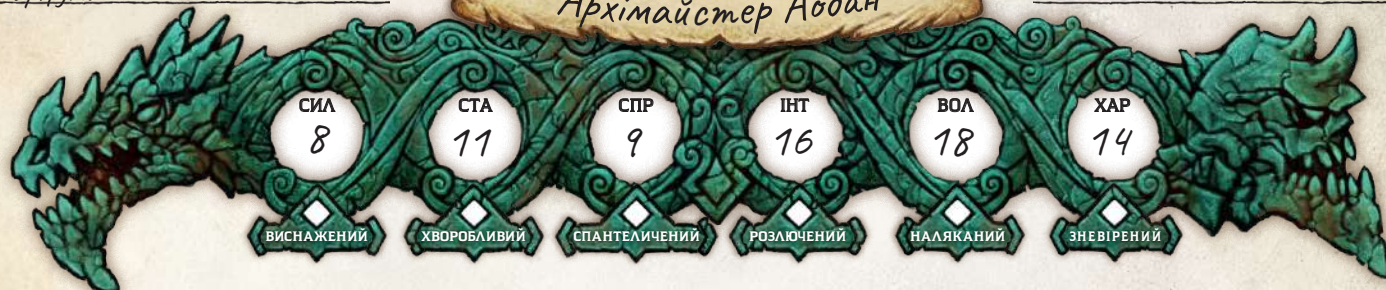 Архімайстер Аодан
СИЛ СТА СПР ІНТ ВОЛ ХАР
8 11 9 16 18 14
ВИСНАЖЕНИЙ ХВОРОБЛИВИЙ СПАНТЕЛИЧЕНИЙ РОЗЛЮЧЕНИЙ НАЛЯКАНИЙ ЗНЕВІРЕНИЙ